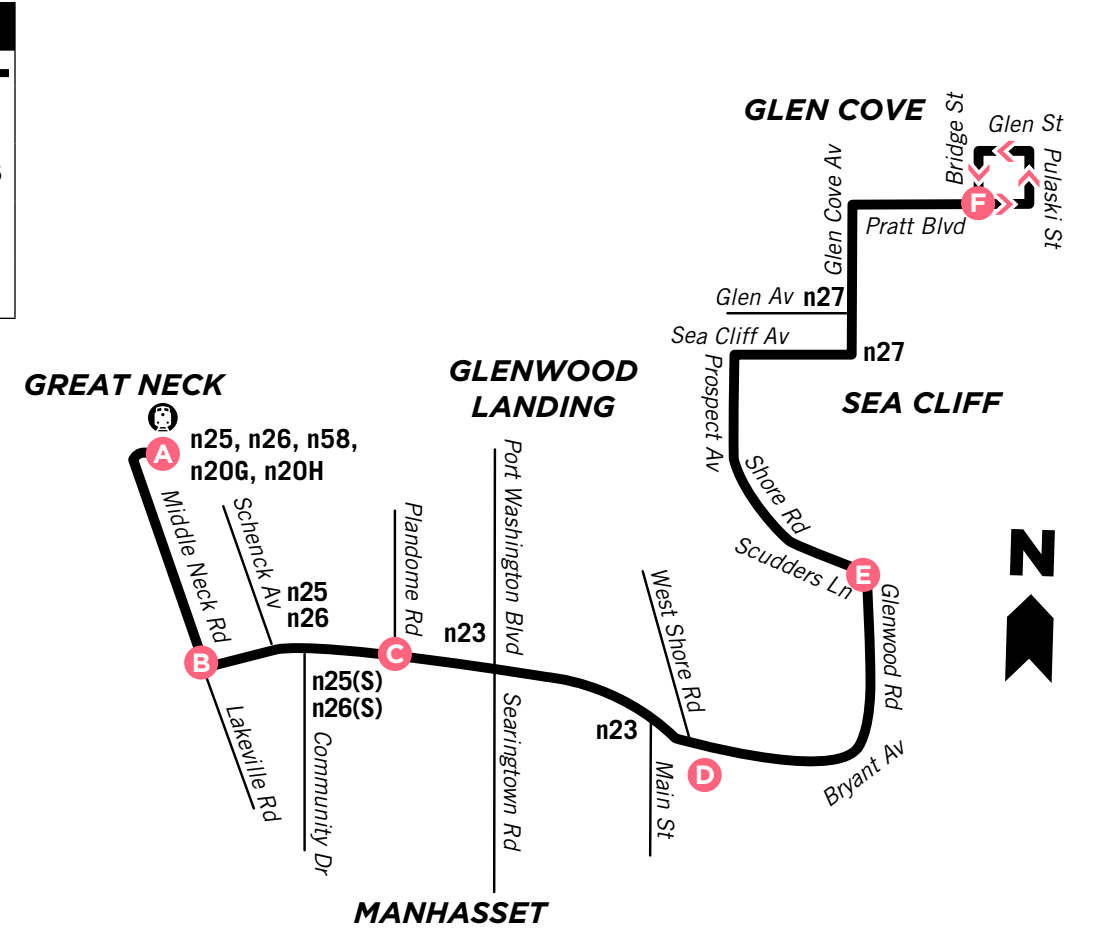 GLEN COVE
Bridge St
Glen St
Pulaski St
Glen Cove Av
F
Pratt Blvd
Glen Av n27
Sea Cliff Av
n27
GREAT NECK
GLENWOOD
LANDING
SEA CLIFF
Prospect Av
A
n25, n26, n58,
n20G, n20H
Middle Neck Rd
Schenck Av
n25
n26
Plandome Rd
Port Washington Blvd
n23
Shore Rd
Scudders Ln
E
Glenwood Rd
N
West Shore Rd
B
C
n25(S)
n26(S)
Lakeville Rd
Community Dr
Searingtown Rd
n23
Main St
D
Bryant Av
MANHASSET